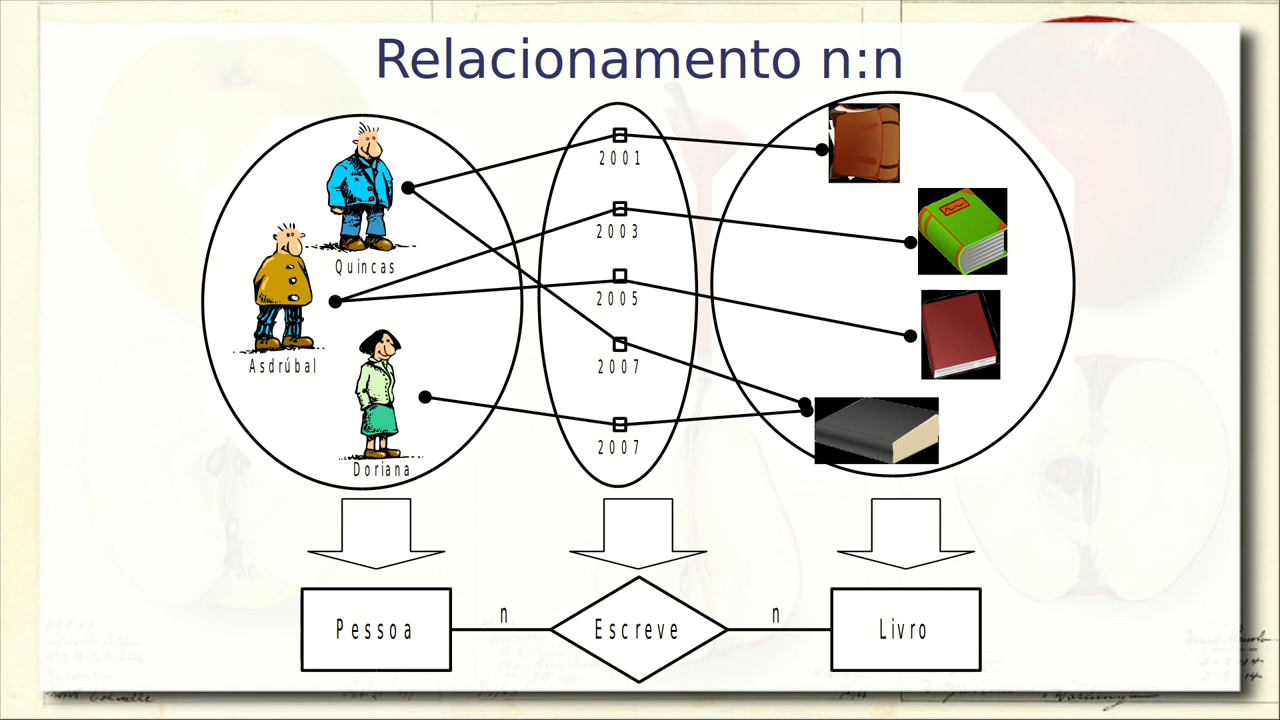 Relacionamento n:n
2001
2003
2005
2007
2007
Quincas
Asdrúbal
Doriana
Pessoa
n
Escreve
n
Livro